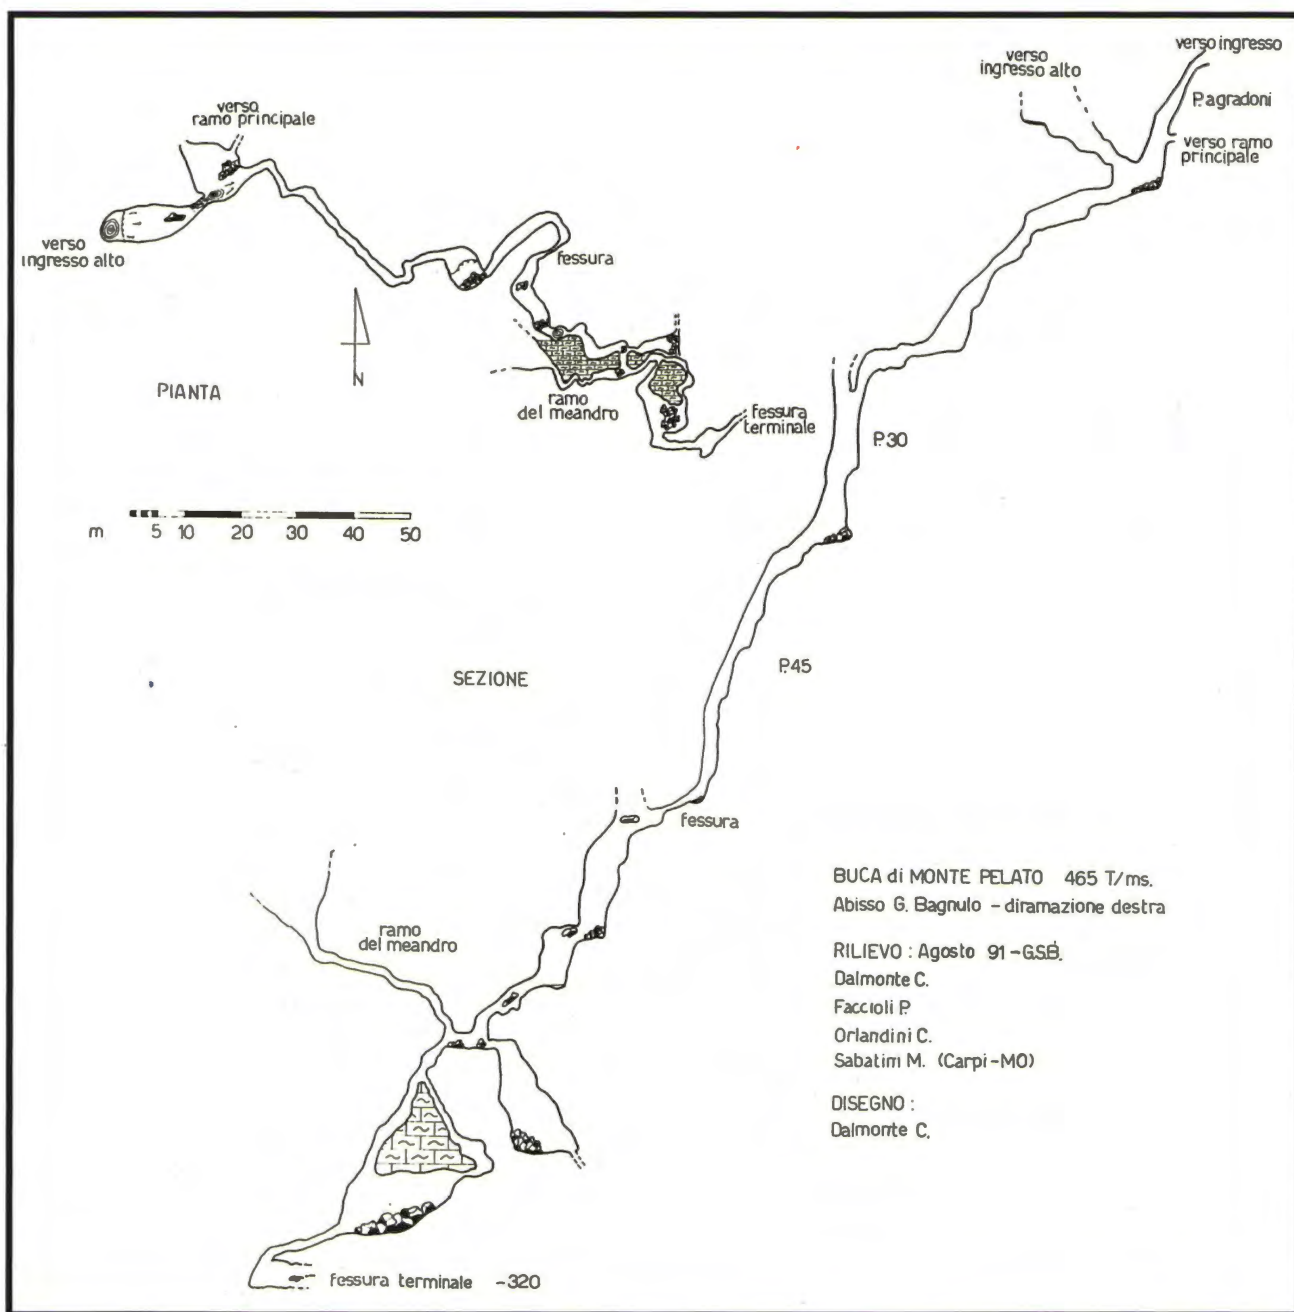 verso
ramo principale
verso
ingresso alto
fessura
N
PIANTA
ramo
del meandro
fessura
terminale
m 5 10 20 30 40 50
verso
ingresso alto
verso ingresso
P. agradoni
verso ramo
principale
P.30
P.45
SEZIONE
fessura
ramo
del meandro
fessura terminale -320
BUCA di MONTE PELATO 465 T/ms.
Abisso G. Bagnulo - diramazione destra
RILIEVO : Agosto 91 - G.S.B.
Dalmonte C.
Faccioli P.
Orlandini C.
Sabatini M. (Carpi-MO)
DISEGNO :
Dalmonte C.